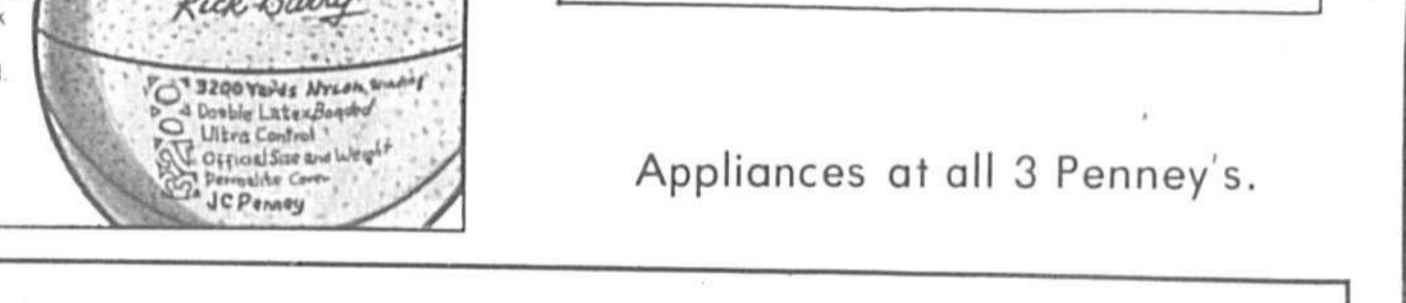 Rick Barry
3200 Yards Nylon Winding
Double Latex Bonded
Ultra Control
Official Size and Weight
Permalite Cover
JCPenney
Appliances at all 3 Penney's.